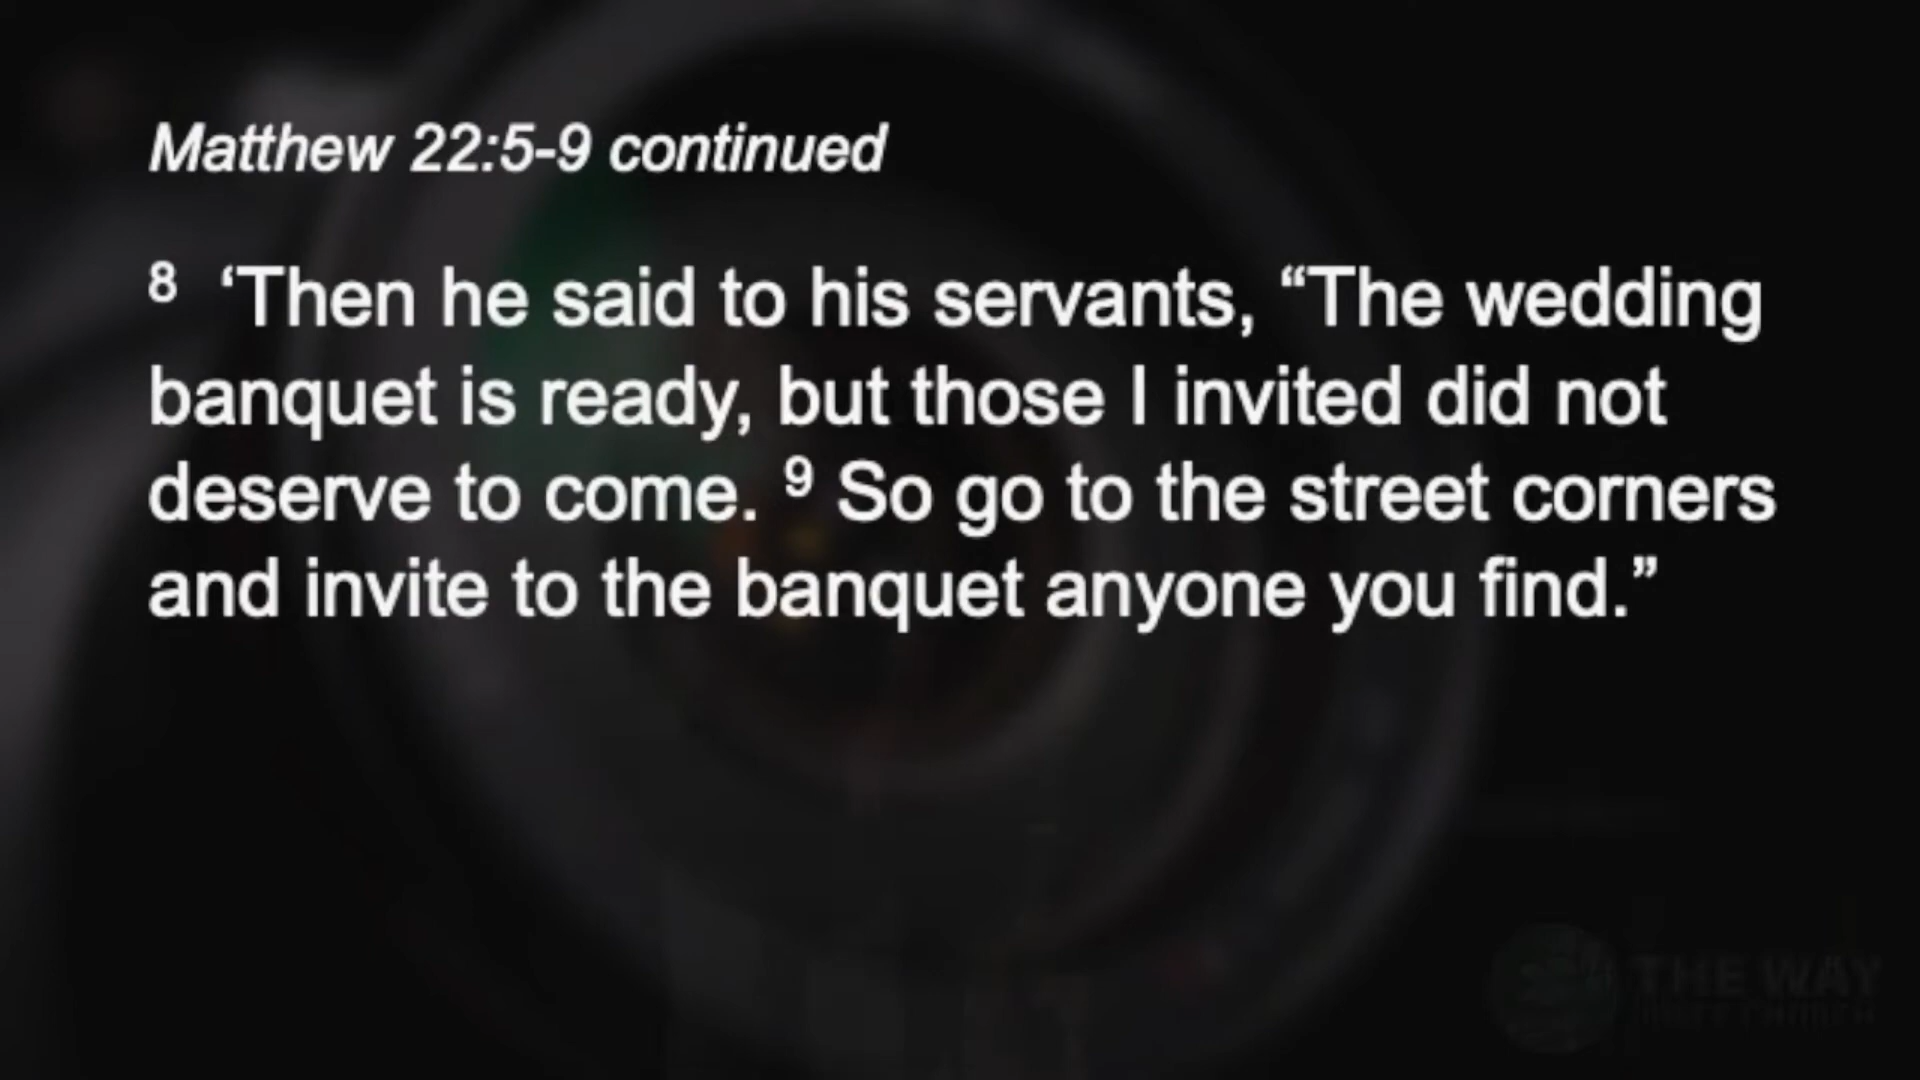 Matthew 22:5-9 continued
8 ‘Then he said to his servants, “The wedding
banquet is ready, but those I invited did not
deserve to come. 9 So go to the street corners
and invite to the banquet anyone you find.”
THE WAY